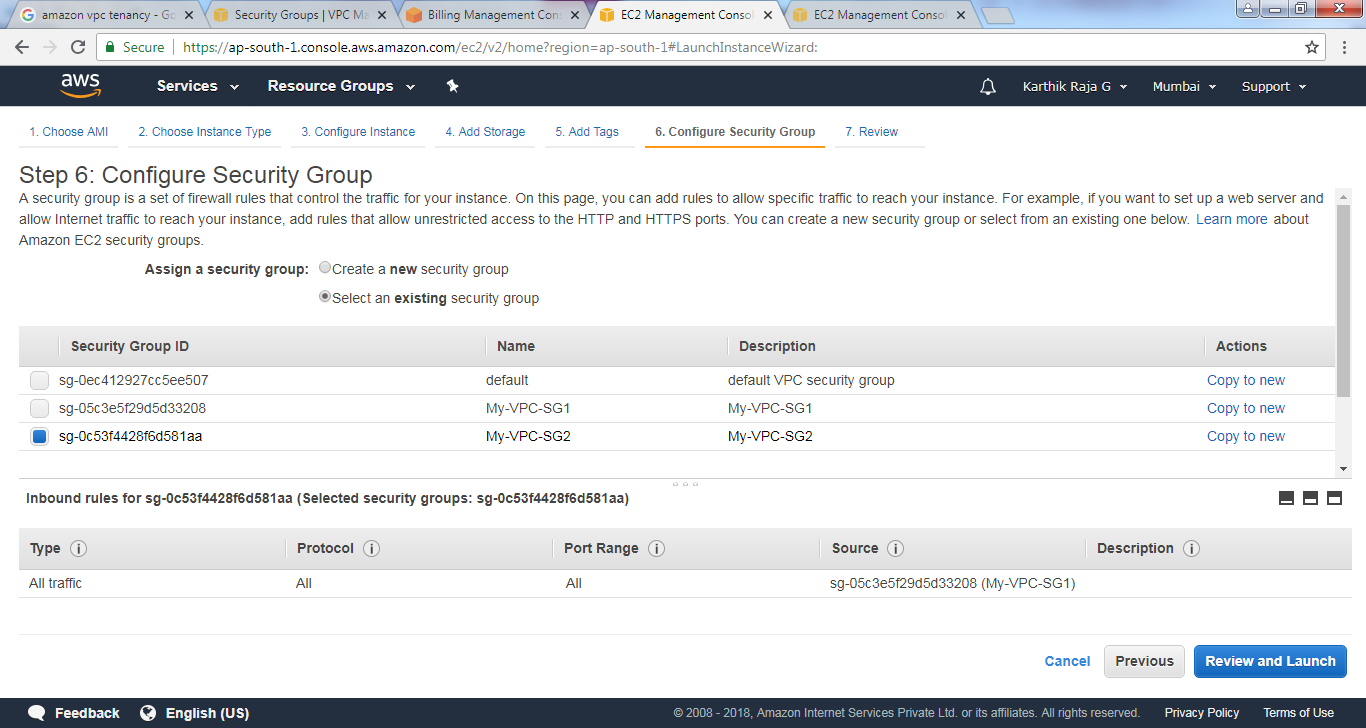 amazon vpc tenancy - Go
Security Groups | VPC Ma
Billing Management Cons
EC2 Management Consol
EC2 Management Consol
Secure
https://ap-south-1.console.aws.amazon.com/ec2/v2/home?region=ap-south-1#LaunchInstanceWizard:
aws Services Resource Groups Karthik Raja G Mumbai Support
1. Choose AMI 2. Choose Instance Type 3. Configure Instance 4. Add Storage 5. Add Tags 6. Configure Security Group 7. Review
Step 6: Configure Security Group
A security group is a set of firewall rules that control the traffic for your instance. On this page, you can add rules to allow specific traffic to reach your instance. For example, if you want to set up a web server and
allow Internet traffic to reach your instance, add rules that allow unrestricted access to the HTTP and HTTPS ports. You can create a new security group or select from an existing one below. Learn more about
Amazon EC2 security groups.
Assign a security group: Create a new security group
Select an existing security group
Security Group ID Name Description Actions
sg-0ec412927cc5ee507 default default VPC security group Copy to new
sg-05c3e5f29d5d33208 My-VPC-SG1 My-VPC-SG1 Copy to new
sg-0c53f4428f6d581aa My-VPC-SG2 My-VPC-SG2 Copy to new
Inbound rules for sg-0c53f4428f6d581aa (Selected security groups: sg-0c53f4428f6d581aa)
Type Protocol Port Range Source Description
All traffic All All sg-05c3e5f29d5d33208 (My-VPC-SG1)
Cancel Previous Review and Launch
Feedback English (US) © 2008 - 2018, Amazon Internet Services Private Ltd. or its affiliates. All rights reserved. Privacy Policy Terms of Use